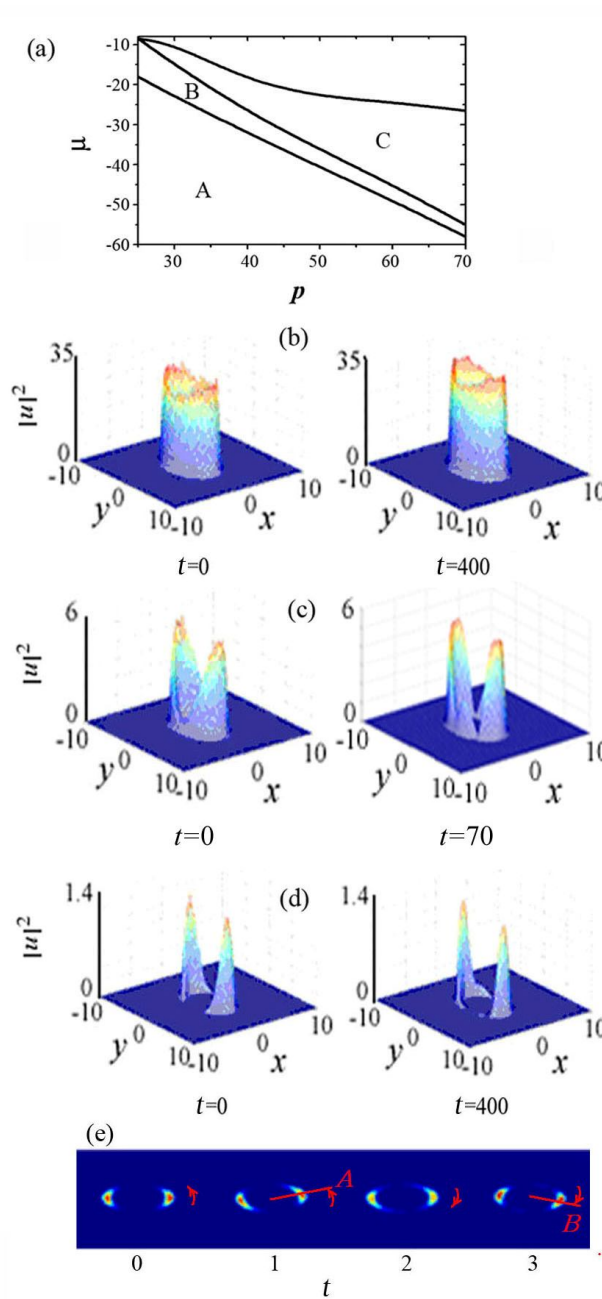 (a)
-10
-20
-30
-40
-50
-60
μ
B
C
A
30 40 50 60 70
p
(b)
35 35
|u|²
0 0
-10 10 -10 10
y 0 0 x y 0 0 x
10 -10 10 -10
t=0 t=400
(c)
6 6
|u|²
0 0
-10 10 -10 10
y 0 0 x y 0 0 x
10 -10 10 -10
t=0 t=70
(d)
1.4 1.4
|u|²
0 0
-10 10 -10 10
y 0 0 x y 0 0 x
10 -10 10 -10
t=0 t=400
(e)
A
B
0 1 2 3
t